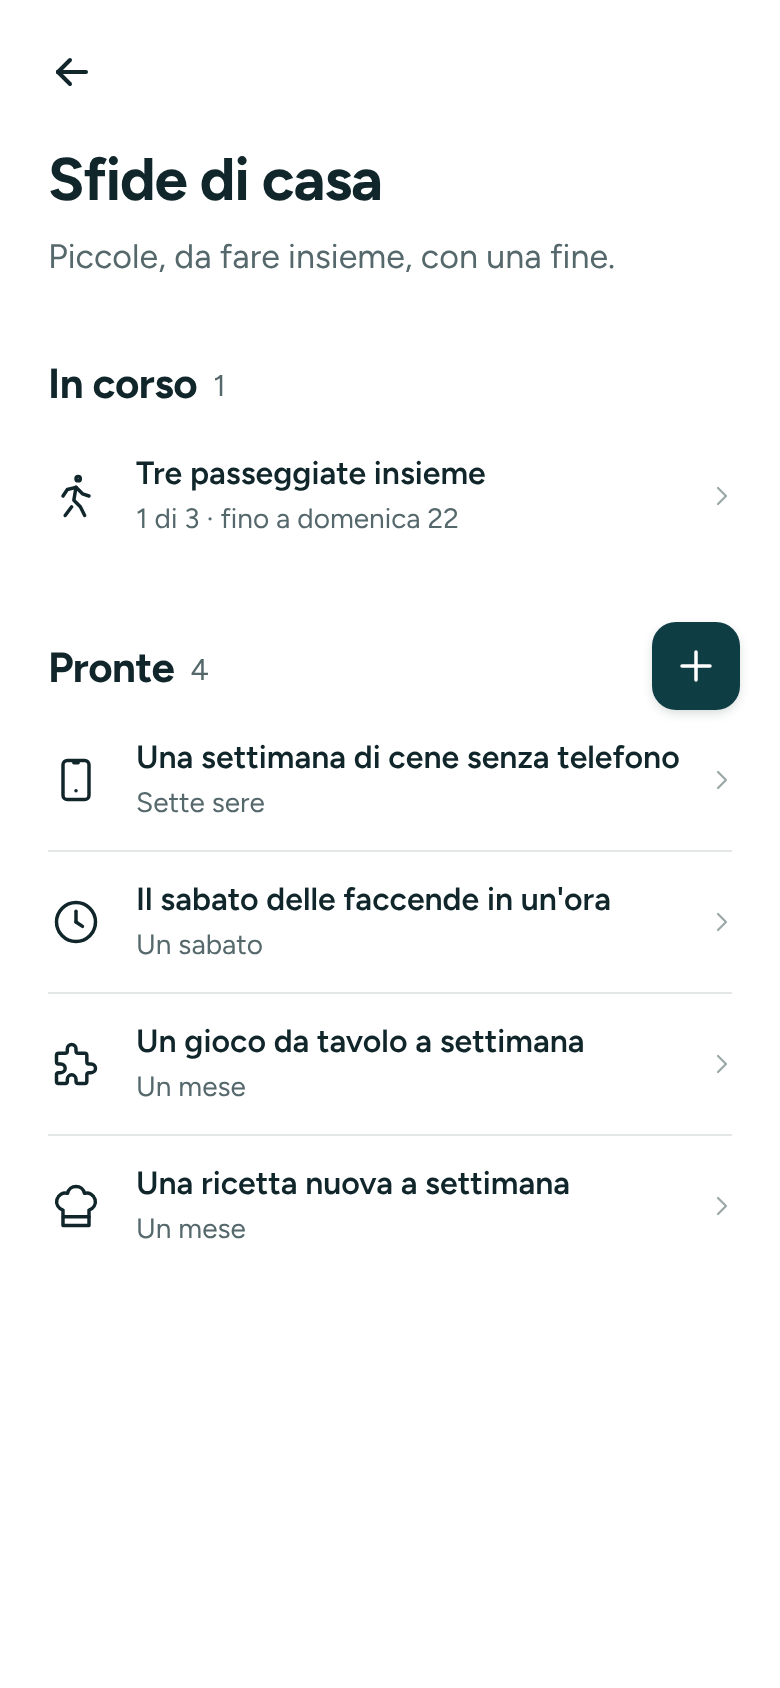 Sfide di casa
Piccole, da fare insieme, con una fine.
In corso 1
Tre passeggiate insieme
1 di 3 · fino a domenica 22
Pronte 4
Una settimana di cene senza telefono
Sette sere
Il sabato delle faccende in un'ora
Un sabato
Un gioco da tavolo a settimana
Un mese
Una ricetta nuova a settimana
Un mese